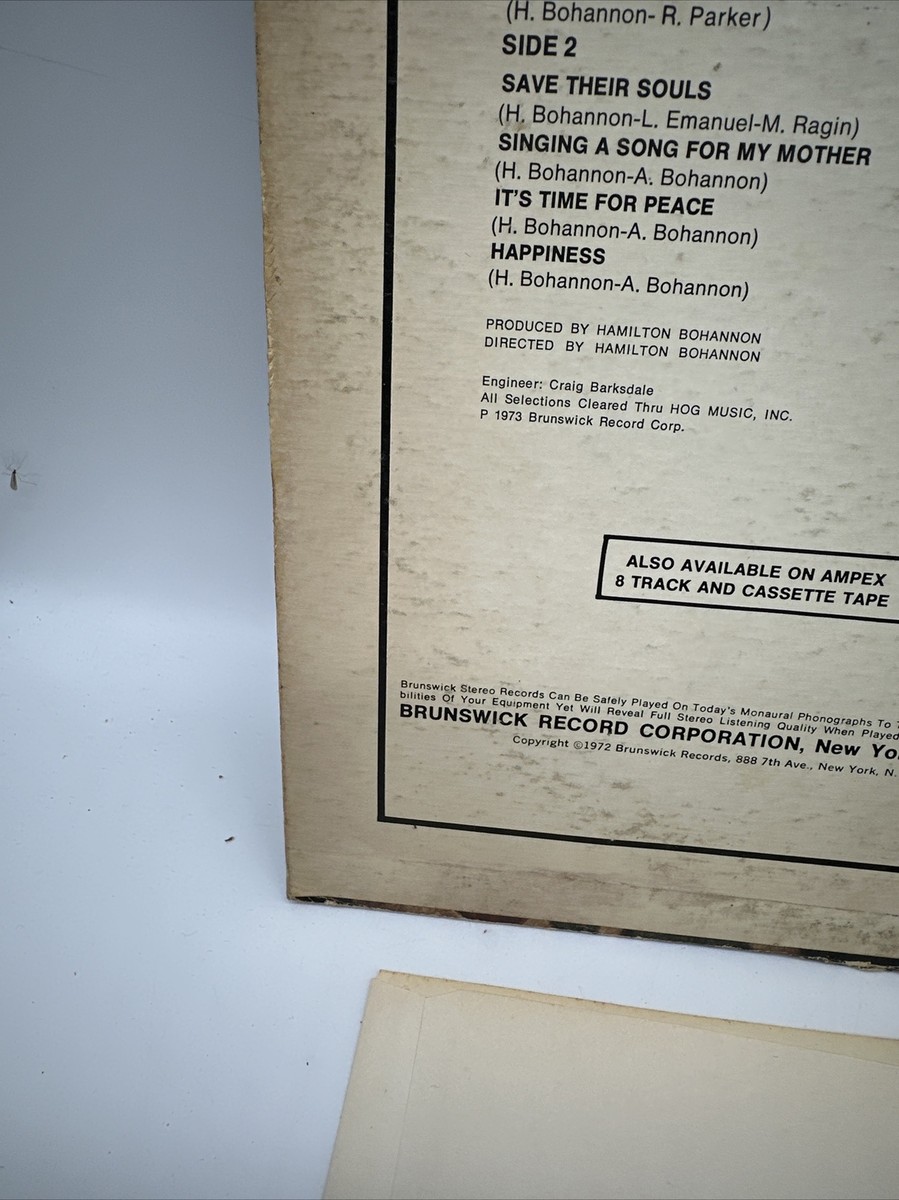 (H. Bohannon- R. Parker)
SIDE 2
SAVE THEIR SOULS
(H. Bohannon-L. Emanuel-M. Ragin)
SINGING A SONG FOR MY MOTHER
(H. Bohannon-A. Bohannon)
IT'S TIME FOR PEACE
(H. Bohannon-A. Bohannon)
HAPPINESS
(H. Bohannon-A. Bohannon)
PRODUCED BY HAMILTON BOHANNON
DIRECTED BY HAMILTON BOHANNON
Engineer: Craig Barksdale
All Selections Cleared Thru HOG MUSIC, INC.
P 1973 Brunswick Record Corp.
ALSO AVAILABLE ON AMPEX
8 TRACK AND CASSETTE TAPE
Brunswick Stereo Records Can Be Safely Played On Today's Monaural Phonographs To
bilities Of Your Equipment Yet Will Reveal Full Stereo Listening Quality When Played
BRUNSWICK RECORD CORPORATION, New Yo
Copyright ©1972 Brunswick Records, 888 7th Ave., New York, N.